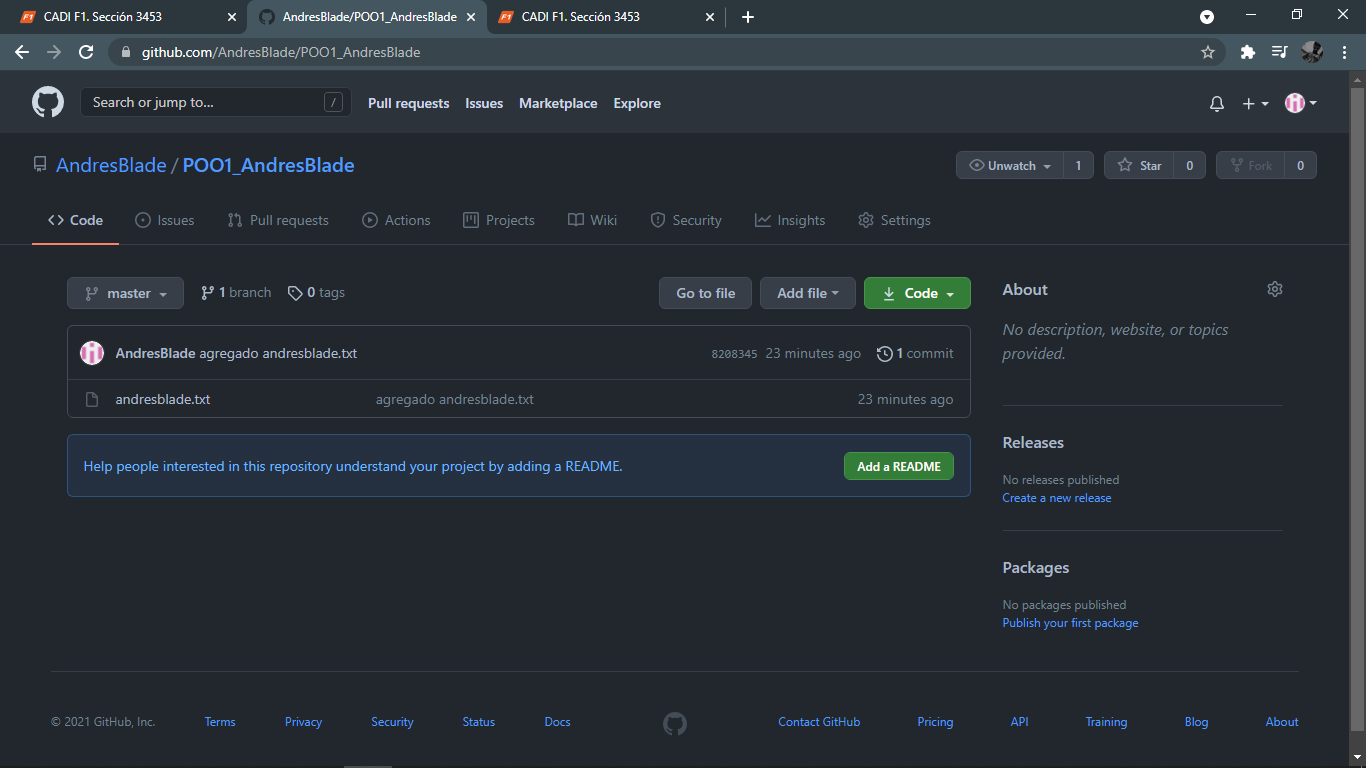 CADI F1. Sección 3453
AndresBlade/POO1_AndresBlade
CADI F1. Sección 3453
github.com/AndresBlade/POO1_AndresBlade
Search or jump to... /
Pull requests Issues Marketplace Explore
AndresBlade / POO1_AndresBlade
Unwatch 1 Star 0 Fork 0
Code Issues Pull requests Actions Projects Wiki Security Insights Settings
master 1 branch 0 tags Go to file Add file Code
AndresBlade agregado andresblade.txt 8208345 23 minutes ago 1 commit
andresblade.txt agregado andresblade.txt 23 minutes ago
Help people interested in this repository understand your project by adding a README. Add a README
About
No description, website, or topics
provided.
Releases
No releases published
Create a new release
Packages
No packages published
Publish your first package
© 2021 GitHub, Inc. Terms Privacy Security Status Docs Contact GitHub Pricing API Training Blog About